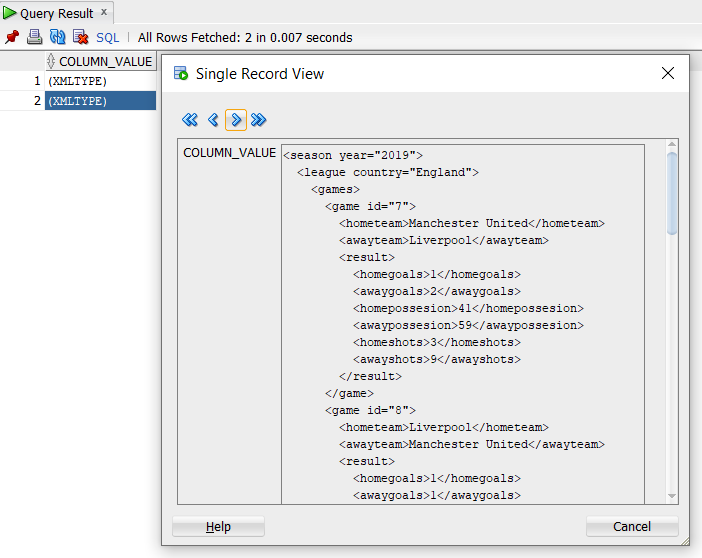 Query Result x
SQL | All Rows Fetched: 2 in 0.007 seconds
COLUMN_VALUE
1 (XMLTYPE)
2 (XMLTYPE)
Single Record View
COLUMN_VALUE
<season year="2019">
<league country="England">
<games>
<game id="7">
<hometeam>Manchester United</hometeam>
<awayteam>Liverpool</awayteam>
<result>
<homegoals>1</homegoals>
<awaygoals>2</awaygoals>
<homepossesion>41</homepossesion>
<awaypossesion>59</awaypossesion>
<homeshots>3</homeshots>
<awayshots>9</awayshots>
</result>
</game>
<game id="8">
<hometeam>Liverpool</hometeam>
<awayteam>Manchester United</awayteam>
<result>
<homegoals>1</homegoals>
<awaygoals>1</awaygoals>
Help
Cancel